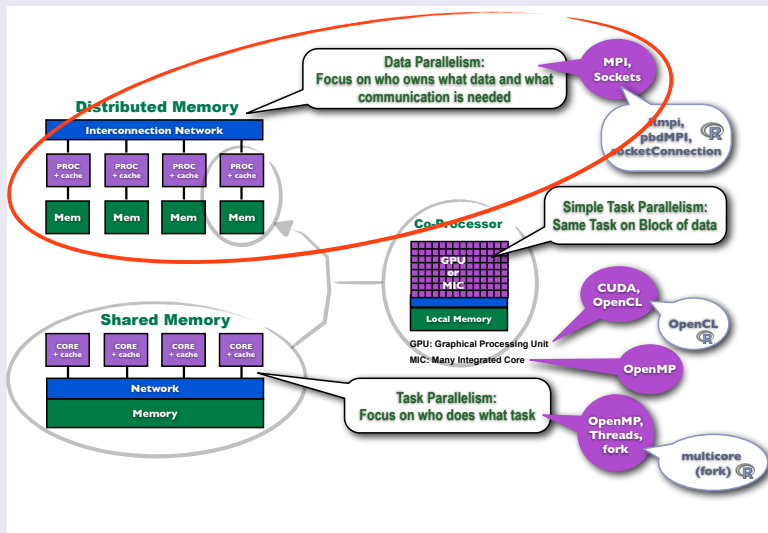 Data Parallelism:
Focus on who owns what data and what
communication is needed
MPI,
Sockets
Rmpi,
pbdMPI,
socketConnection
R
Distributed Memory
Interconnection Network
PROC
+ cache
PROC
+ cache
PROC
+ cache
PROC
+ cache
Mem
Mem
Mem
Mem
Simple Task Parallelism:
Same Task on Block of data
Co-Processor
GPU
or
MIC
Local Memory
GPU: Graphical Processing Unit
MIC: Many Integrated Core
CUDA,
OpenCL
OpenCL
R
OpenMP
Shared Memory
CORE
+ cache
CORE
+ cache
CORE
+ cache
CORE
+ cache
Network
Memory
Task Parallelism:
Focus on who does what task
OpenMP,
Threads,
fork
multicore
(fork) R